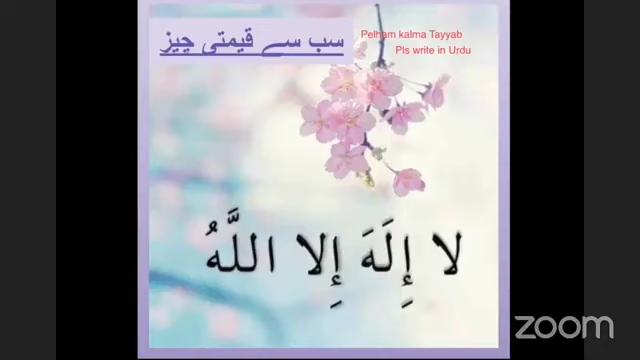 سب سے قیمتی چیز
Pelham kalma Tayyab
Pls write in Urdu
لا إِلَهَ إِلا اللَّهُ
zoom